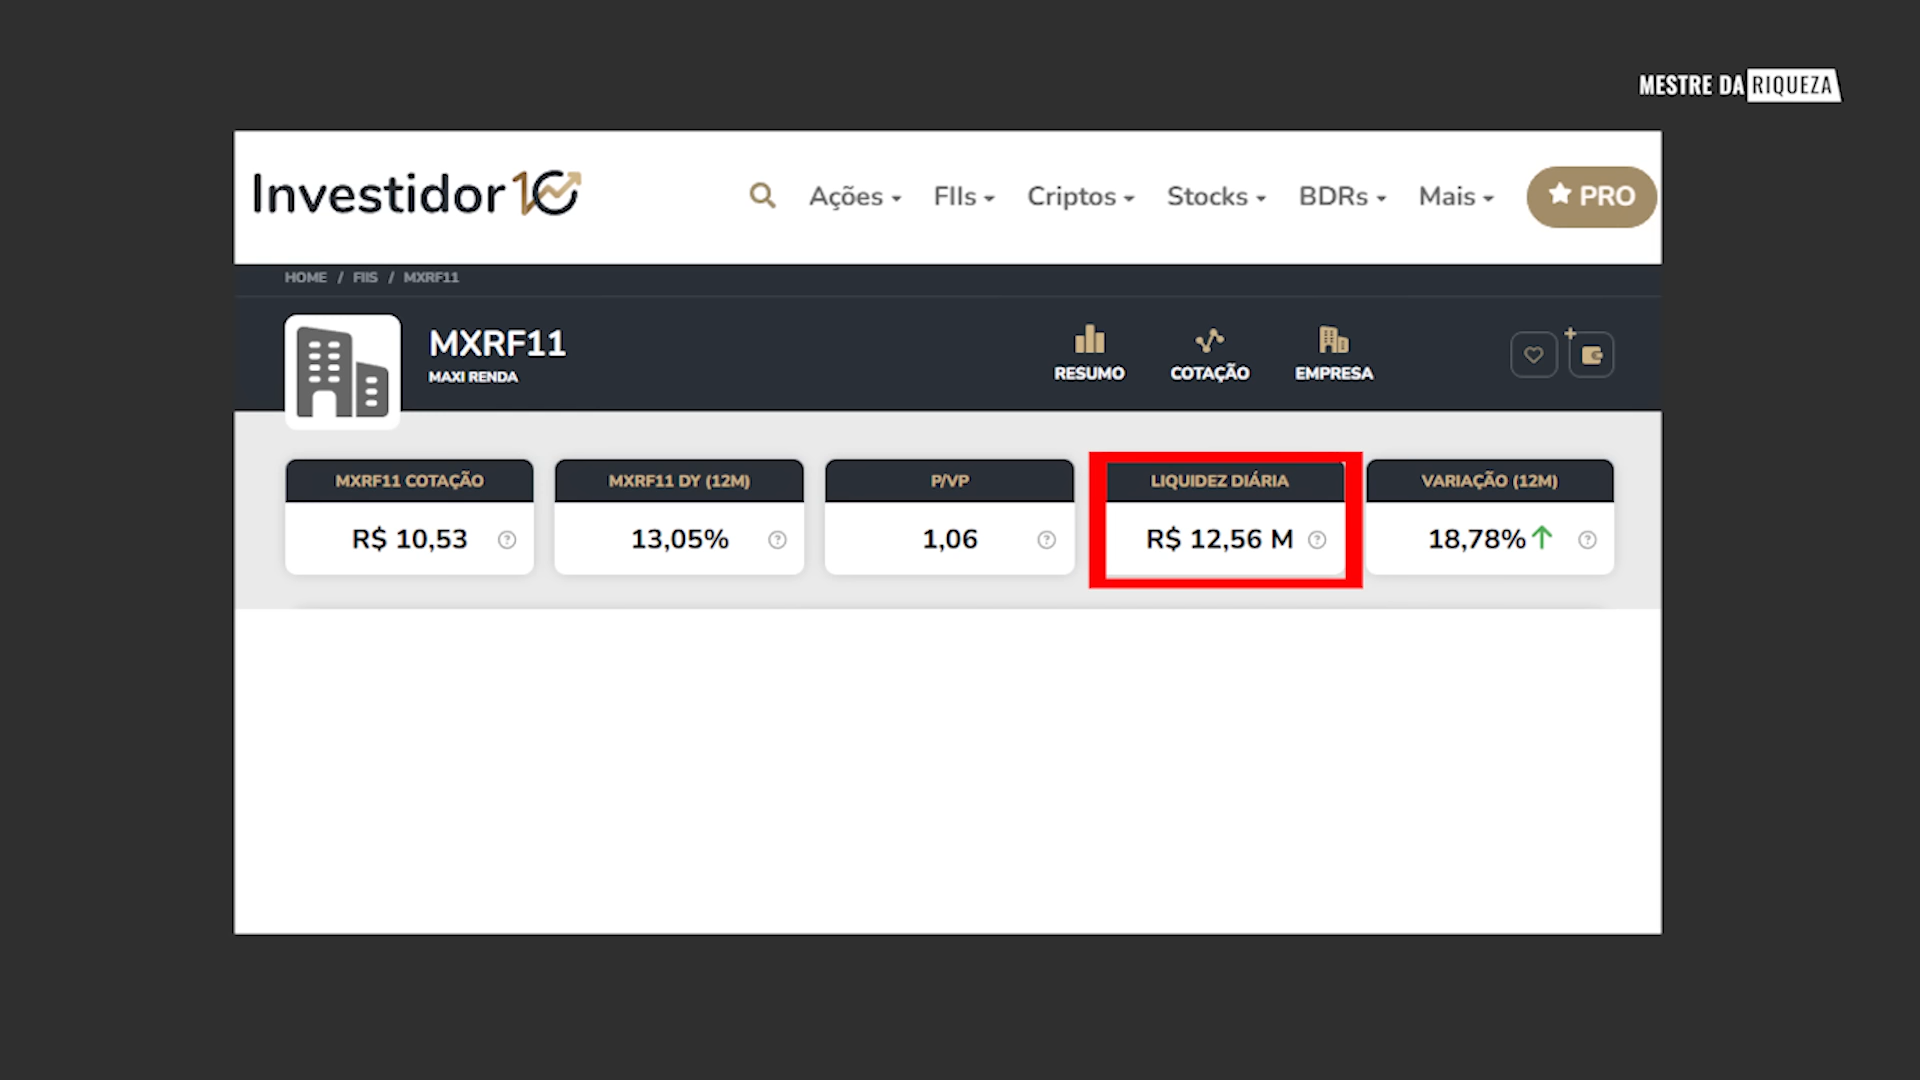 MESTRE DA RIQUEZA
Investidor10
Ações FIIs Criptos Stocks BDRs Mais PRO
HOME / FIIS / MXRF11
MXRF11
MAXI RENDA
RESUMO COTAÇÃO EMPRESA
MXRF11 COTAÇÃO MXRF11 DY (12M) P/VP LIQUIDEZ DIÁRIA VARIAÇÃO (12M)
R$ 10,53 13,05% 1,06 R$ 12,56 M 18,78%